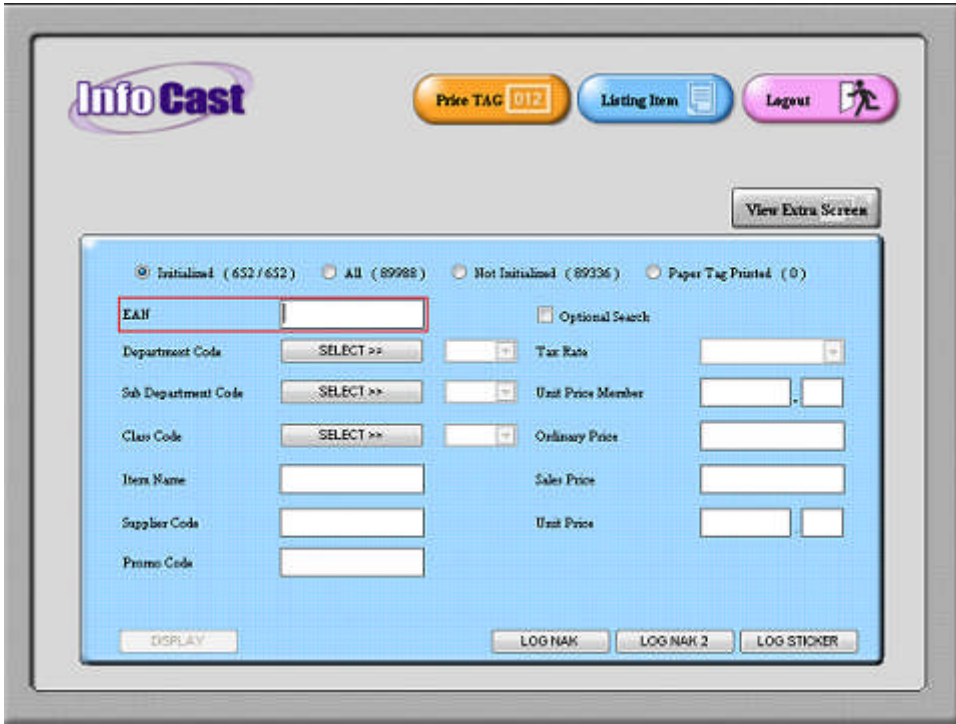 Info Cast
Price TAG 012 Listing Item Logout
View Extra Screen
Initialized ( 652 / 652 ) All ( 89988 ) Not Initialized ( 89336 ) Paper Tag Printed ( 0 )
EAN Optional Search
Department Code SELECT >> Tax Rate
Sub Department Code SELECT >> Unit Price Member .
Class Code SELECT >> Ordinary Price
Item Name Sales Price
Supplier Code Unit Price .
Promo Code
DISPLAY LOG NAK LOG NAK 2 LOG STICKER